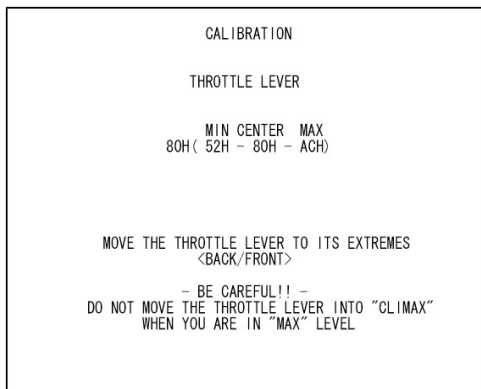 CALIBRATION
THROTTLE LEVER
MIN CENTER MAX
80H( 52H - 80H - ACH)
MOVE THE THROTTLE LEVER TO ITS EXTREMES
<BACK/FRONT>
- BE CAREFUL!! -
DO NOT MOVE THE THROTTLE LEVER INTO "CLIMAX"
WHEN YOU ARE IN "MAX" LEVEL